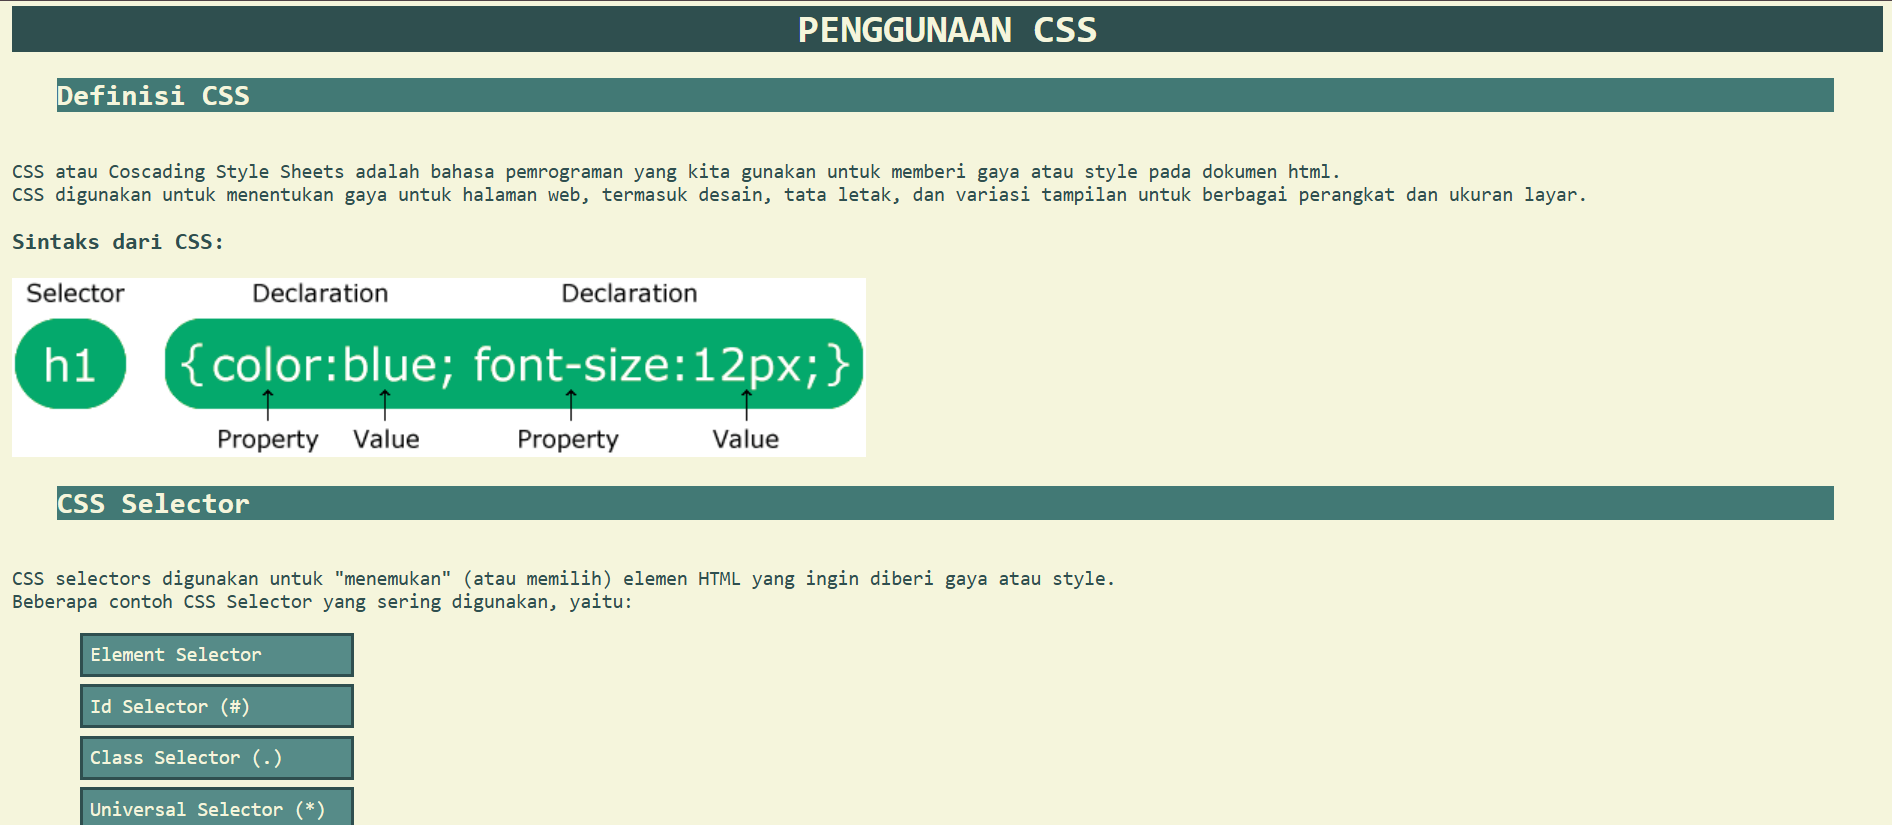 PENGGUNAAN CSS
Definisi CSS
CSS atau Coscading Style Sheets adalah bahasa pemrograman yang kita gunakan untuk memberi gaya atau style pada dokumen html.
CSS digunakan untuk menentukan gaya untuk halaman web, termasuk desain, tata letak, dan variasi tampilan untuk berbagai perangkat dan ukuran layar.
Sintaks dari CSS:
Selector Declaration Declaration
h1 {color:blue; font-size:12px;}
Property Value Property Value
CSS Selector
CSS selectors digunakan untuk "menemukan" (atau memilih) elemen HTML yang ingin diberi gaya atau style.
Beberapa contoh CSS Selector yang sering digunakan, yaitu:
Element Selector
Id Selector (#)
Class Selector (.)
Universal Selector (*)